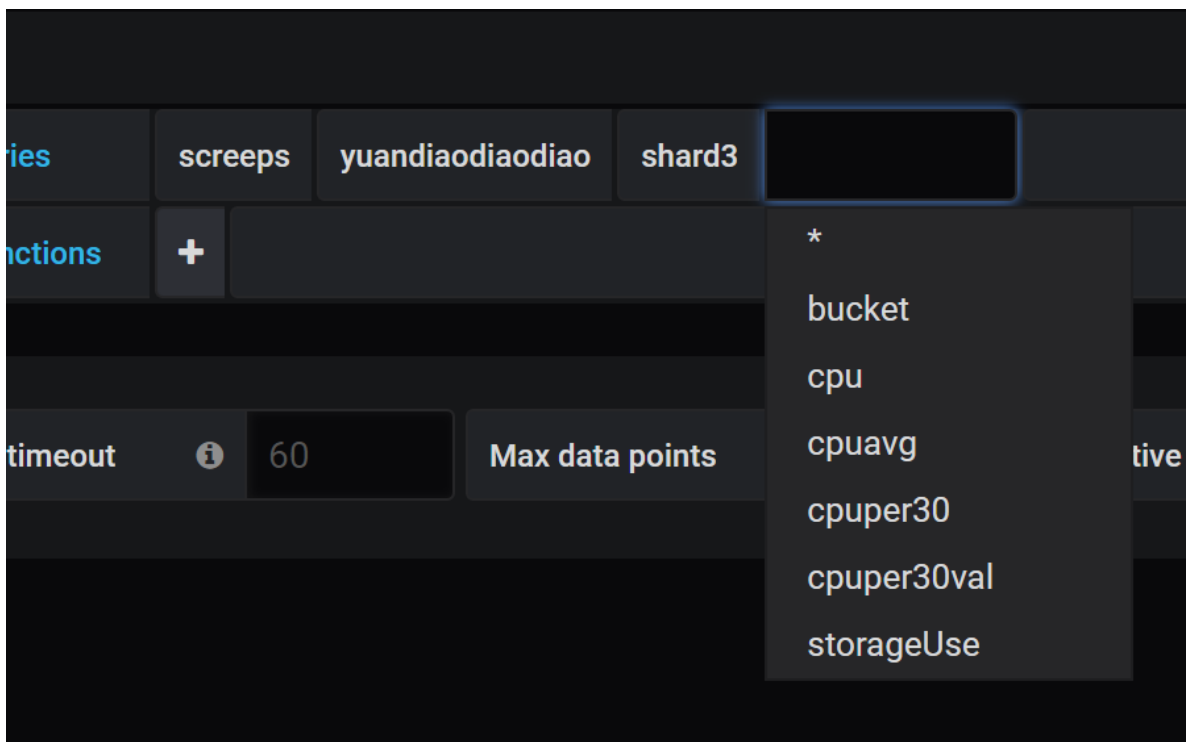 ries screeps yuandiaodiaodiao shard3
nctions +
*
bucket
cpu
timeout 60 Max data points tive
cpuavg
cpuper30
cpuper30val
storageUse